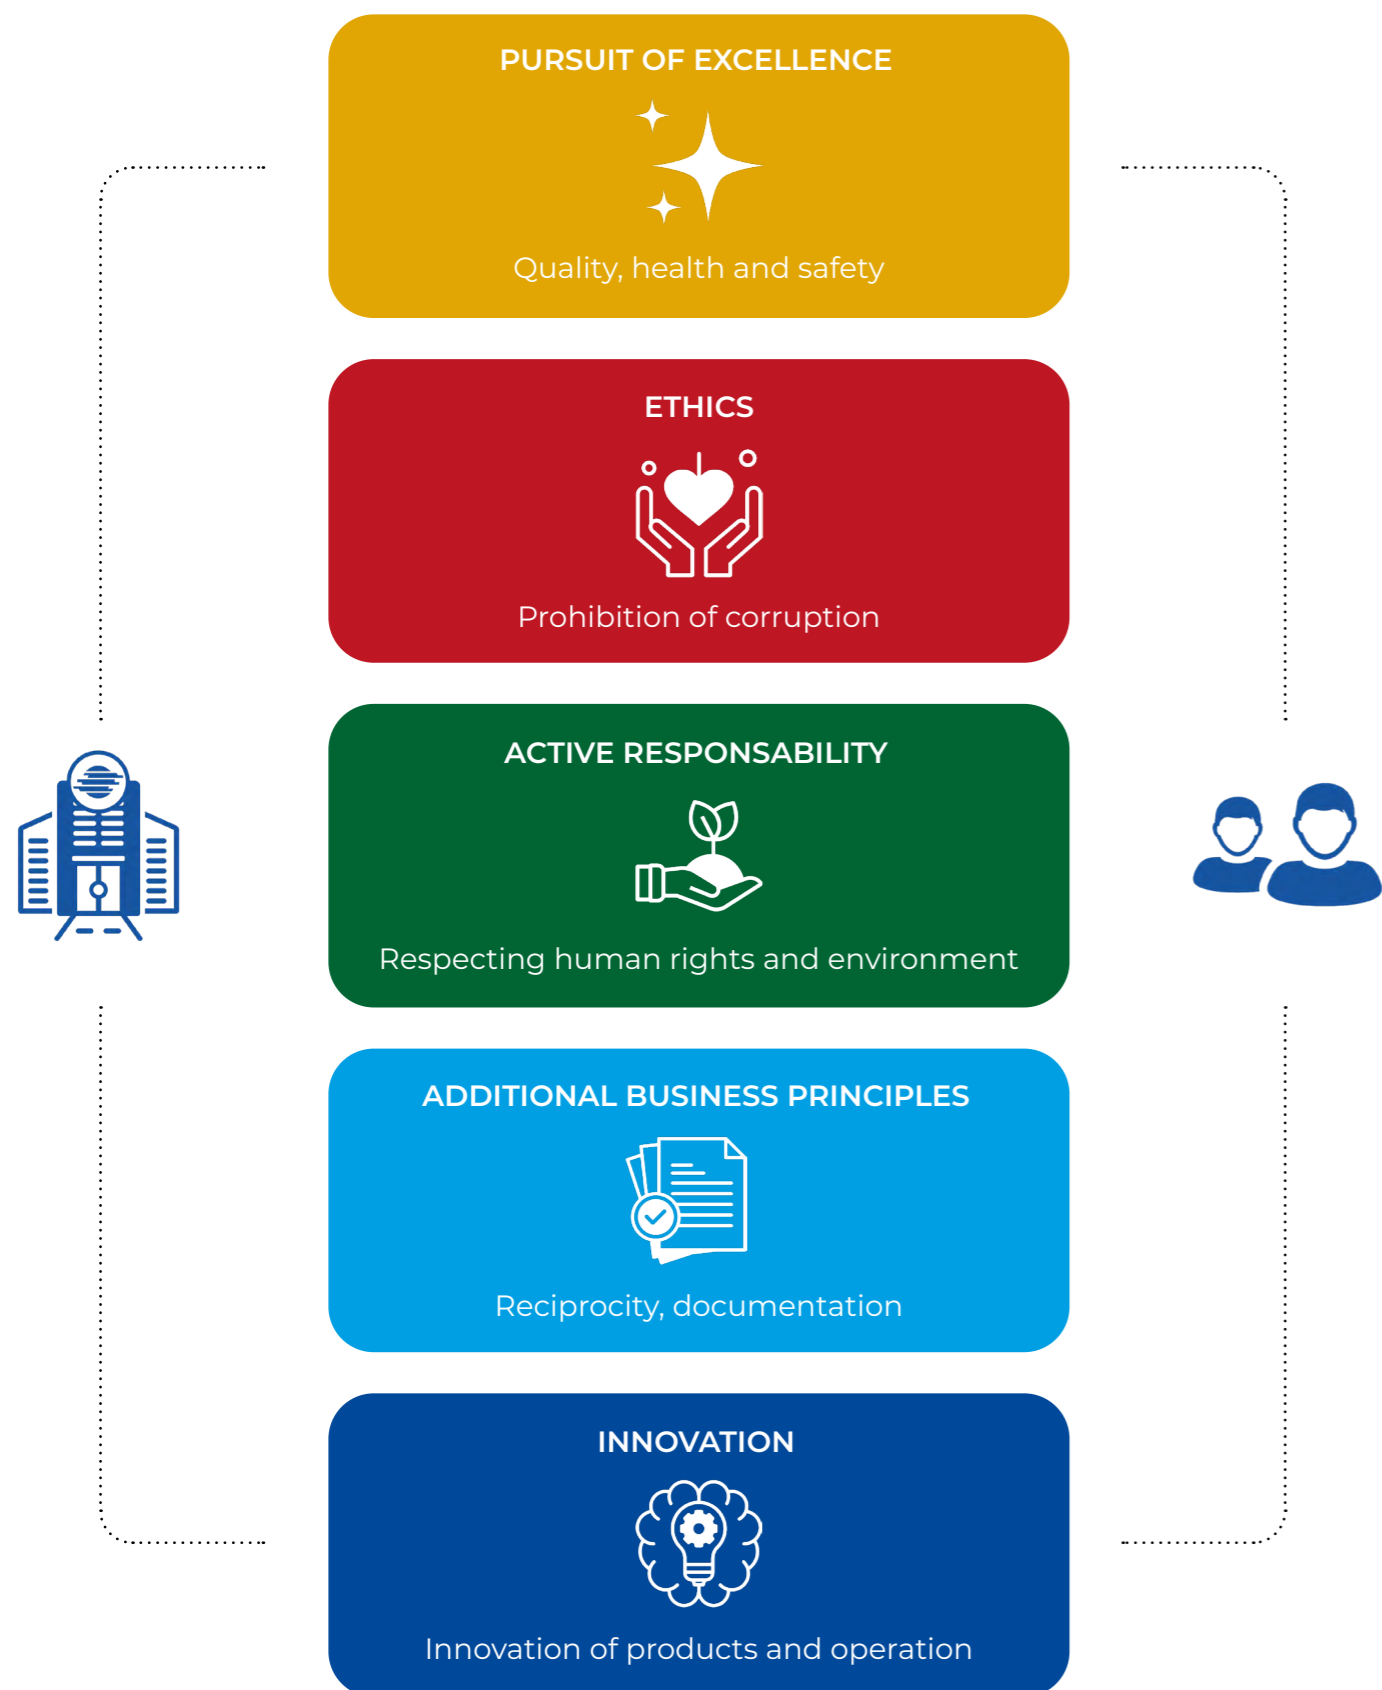 PURSUIT OF EXCELLENCE
Quality, health and safety
ETHICS
Prohibition of corruption
ACTIVE RESPONSABILITY
Respecting human rights and environment
ADDITIONAL BUSINESS PRINCIPLES
Reciprocity, documentation
INNOVATION
Innovation of products and operation